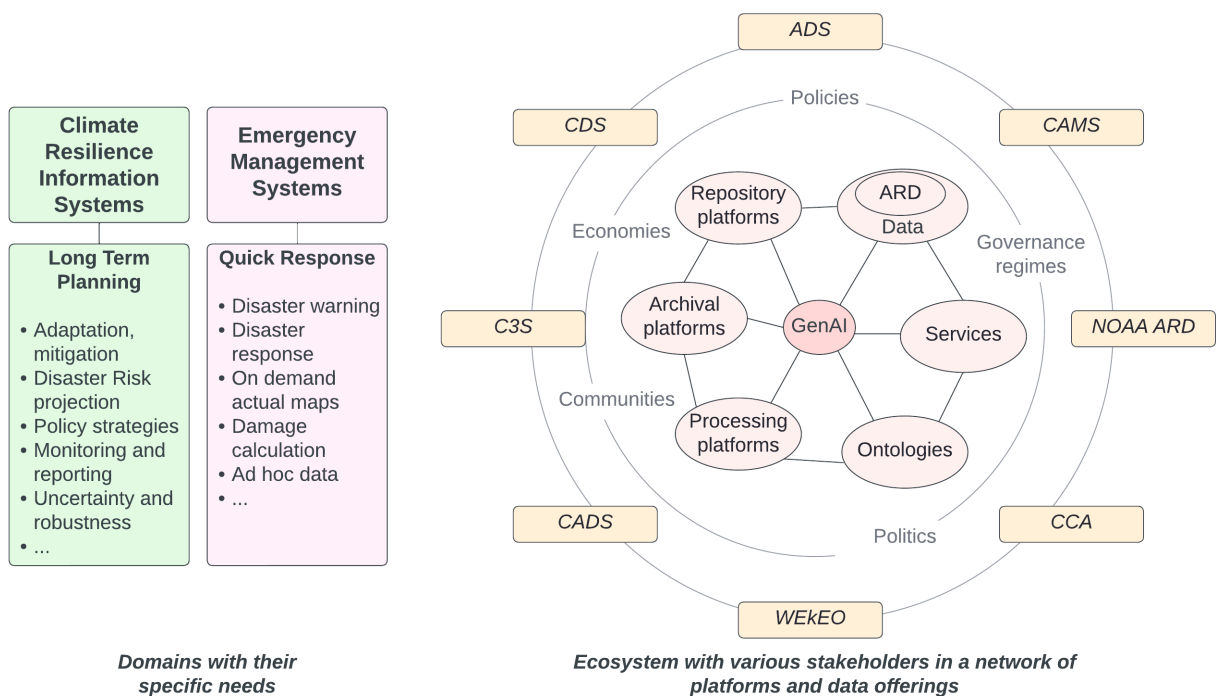 Climate
Resilience
Information
Systems
Long Term
Planning
• Adaptation,
mitigation
• Disaster Risk
projection
• Policy strategies
• Monitoring and
reporting
• Uncertainty and
robustness
• ...
Emergency
Management
Systems
Quick Response
• Disaster warning
• Disaster
response
• On demand
actual maps
• Damage
calculation
• Ad hoc data
• ...
Domains with their
specific needs
ADS
CDS
CAMS
C3S
NOAA ARD
CADS
CCA
WEkEO
Policies
Economies
Governance
regimes
Communities
Politics
Repository
platforms
ARD
Data
Archival
platforms
GenAI
Services
Processing
platforms
Ontologies
Ecosystem with various stakeholders in a network of
platforms and data offerings